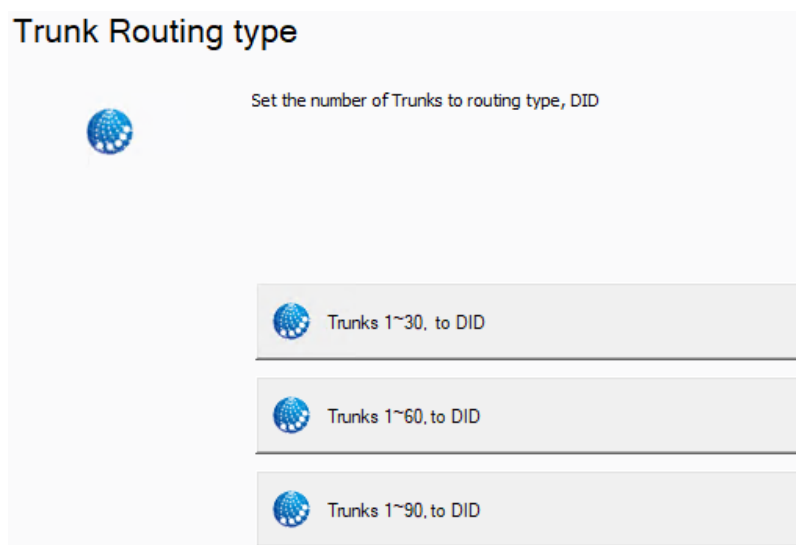 Trunk Routing type
Set the number of Trunks to routing type, DID
Trunks 1~30, to DID
Trunks 1~60, to DID
Trunks 1~90, to DID